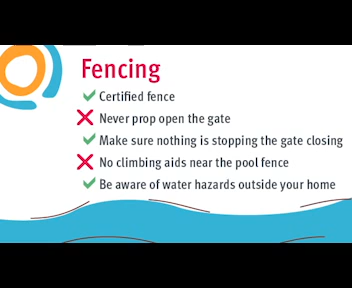 Fencing
Certified fence
Never prop open the gate
Make sure nothing is stopping the gate closing
No climbing aids near the pool fence
Be aware of water hazards outside your home